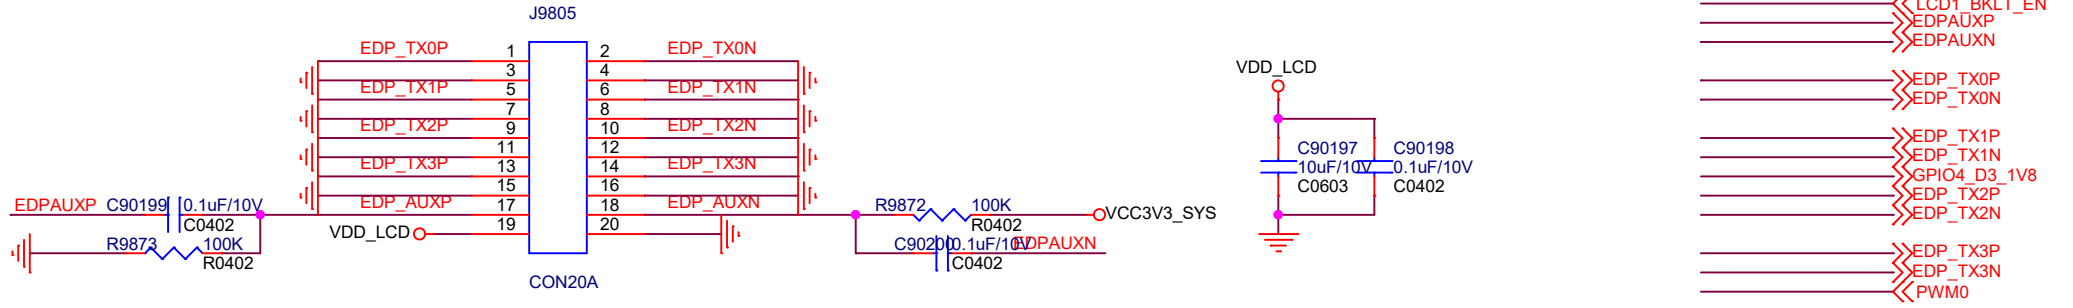 J9805
EDP_TX0P 1 2 EDP_TX0N
3 4
EDP_TX1P 5 6 EDP_TX1N
7 8
EDP_TX2P 9 10 EDP_TX2N
11 12
EDP_TX3P 13 14 EDP_TX3N
15 16
EDP_AUXP 17 18 EDP_AUXN
VDD_LCD 19 20
CON20A
EDPAUXP C90199 0.1uF/10V
C0402
R9873 100K
R0402
R9872 100K VCC3V3_SYS
R0402
C90200 0.1uF/10V EDPAUXN
C0402
VDD_LCD
C90197 C90198
10uF/10V 0.1uF/10V
C0603 C0402
LCD1_BKLT_EN
EDPAUXP
EDPAUXN
EDP_TX0P
EDP_TX0N
EDP_TX1P
EDP_TX1N
GPIO4_D3_1V8
EDP_TX2P
EDP_TX2N
EDP_TX3P
EDP_TX3N
PWM0